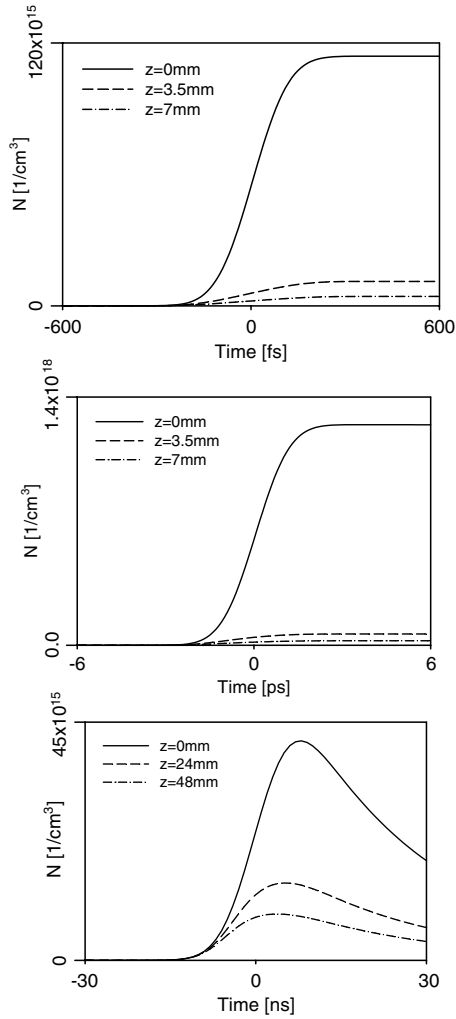 120x10^15
N [1/cm^3]
z=0mm
z=3.5mm
z=7mm
0
-600 0 600
Time [fs]
1.4x10^18
N [1/cm^3]
z=0mm
z=3.5mm
z=7mm
0.0
-6 0 6
Time [ps]
45x10^15
N [1/cm^3]
z=0mm
z=24mm
z=48mm
0
-30 0 30
Time [ns]